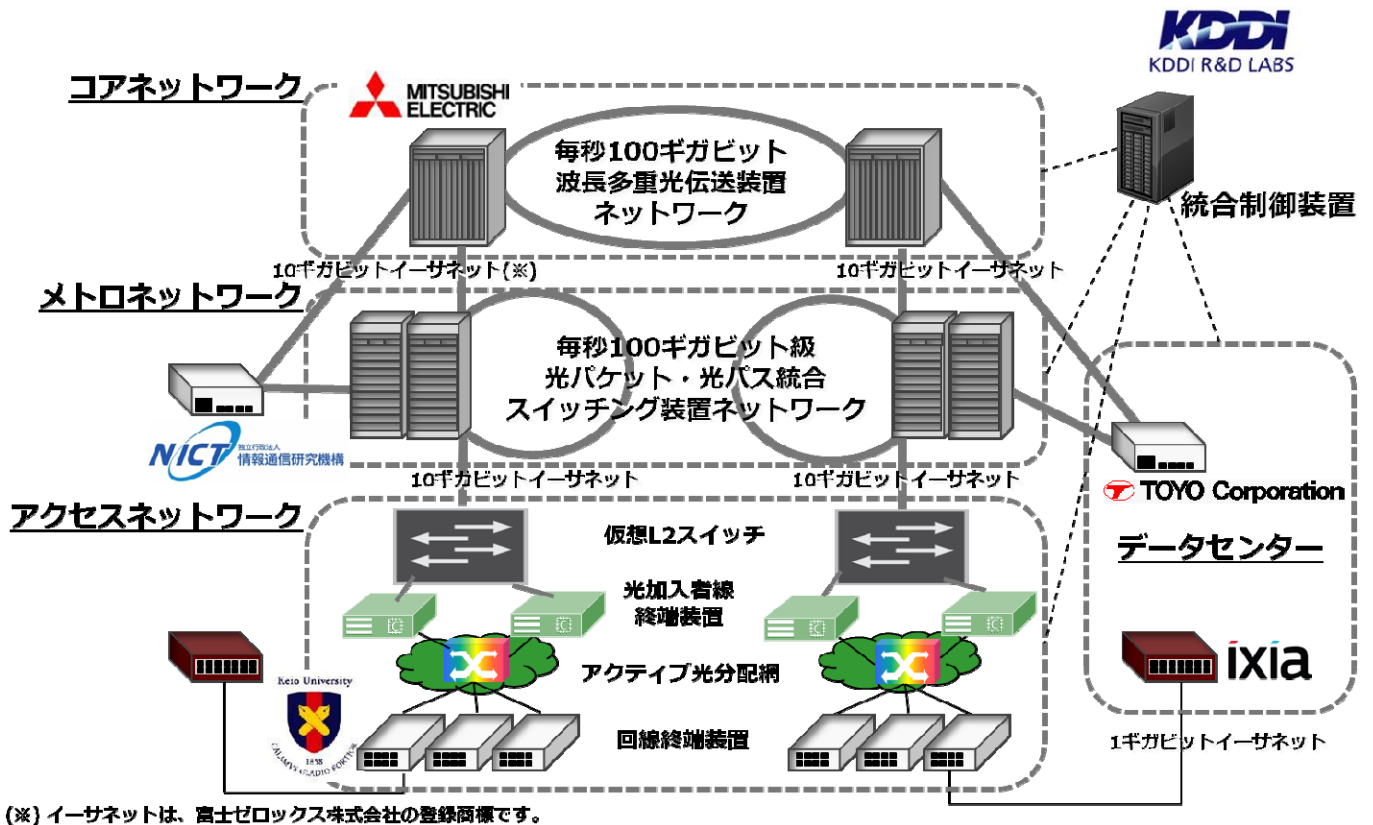 KDDI
KDDI R&D LABS
コアネットワーク
MITSUBISHI
ELECTRIC
毎秒100ギガビット
波長多重光伝送装置
ネットワーク
統合制御装置
10ギガビットイーサネット(※)
10ギガビットイーサネット
メトロネットワーク
毎秒100ギガビット級
光パケット・光パス統合
スイッチング装置ネットワーク
NICT
独立行政法人
情報通信研究機構
10ギガビットイーサネット
10ギガビットイーサネット
TOYO Corporation
アクセスネットワーク
仮想L2スイッチ
データセンター
光加入者線
終端装置
アクティブ光分配網
ixia
Keio University
1858
CALAMVS GLADIO FORTIOR
回線終端装置
1ギガビットイーサネット
(※) イーサネットは、富士ゼロックス株式会社の登録商標です。